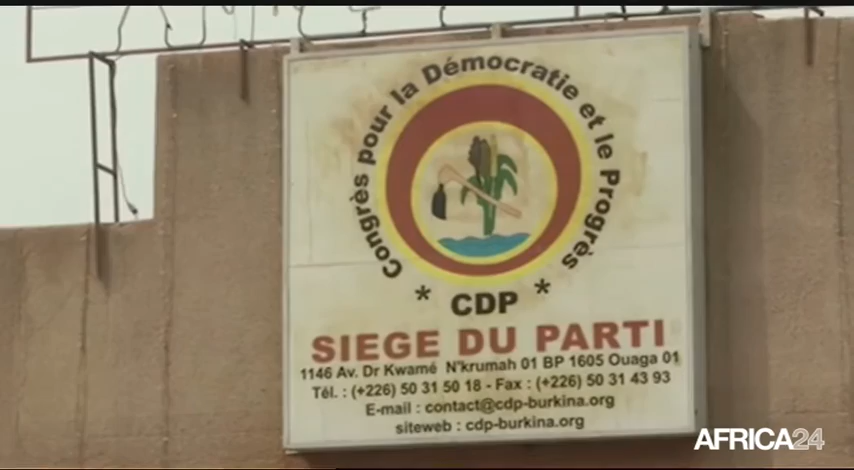 Congrès pour la Démocratie et le Progrès
* CDP *
SIEGE DU PARTI
1146 Av. Dr Kwamé N'krumah 01 BP 1605 Ouaga 01
Tél. : (+226) 50 31 50 18 - Fax : (+226) 50 31 43 93
E-mail : contact@cdp-burkina.org
siteweb : cdp-burkina.org
AFRICA24